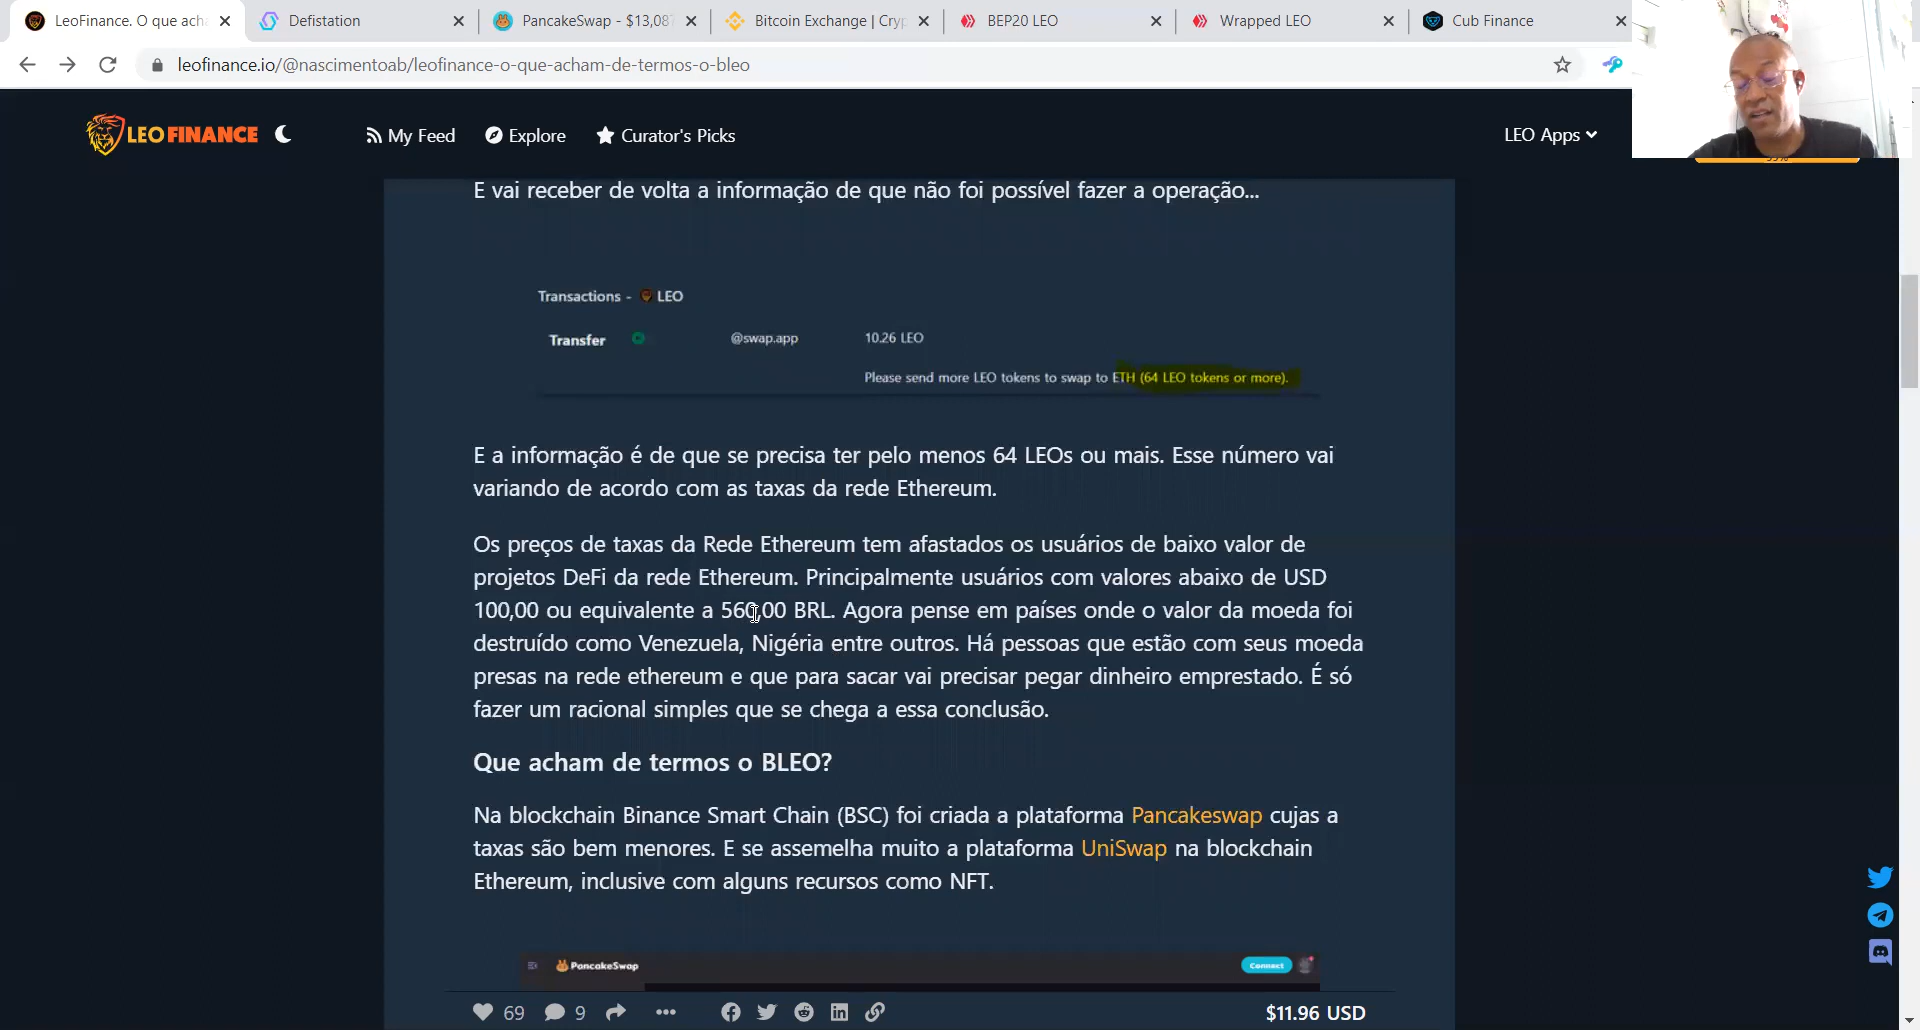 LeoFinance. O que ach
Defistation
PancakeSwap - $13,087
Bitcoin Exchange | Cryp
BEP20 LEO
Wrapped LEO
Cub Finance
leofinance.io/@nascimentoab/leofinance-o-que-acham-de-termos-o-bleo
LEOFINANCE
My Feed
Explore
Curator's Picks
LEO Apps
E vai receber de volta a informação de que não foi possível fazer a operação...
Transactions - LEO
Transfer @swap.app 10.26 LEO
Please send more LEO tokens to swap to ETH (64 LEO tokens or more).
E a informação é de que se precisa ter pelo menos 64 LEOs ou mais. Esse número vai
variando de acordo com as taxas da rede Ethereum.
Os preços de taxas da Rede Ethereum tem afastados os usuários de baixo valor de
projetos DeFi da rede Ethereum. Principalmente usuários com valores abaixo de USD
100,00 ou equivalente a 560,00 BRL. Agora pense em países onde o valor da moeda foi
destruído como Venezuela, Nigéria entre outros. Há pessoas que estão com seus moeda
presas na rede ethereum e que para sacar vai precisar pegar dinheiro emprestado. É só
fazer um racional simples que se chega a essa conclusão.
Que acham de termos o BLEO?
Na blockchain Binance Smart Chain (BSC) foi criada a plataforma Pancakeswap cujas a
taxas são bem menores. E se assemelha muito a plataforma UniSwap na blockchain
Ethereum, inclusive com alguns recursos como NFT.
PancakeSwap
Connect
69
9
$11.96 USD